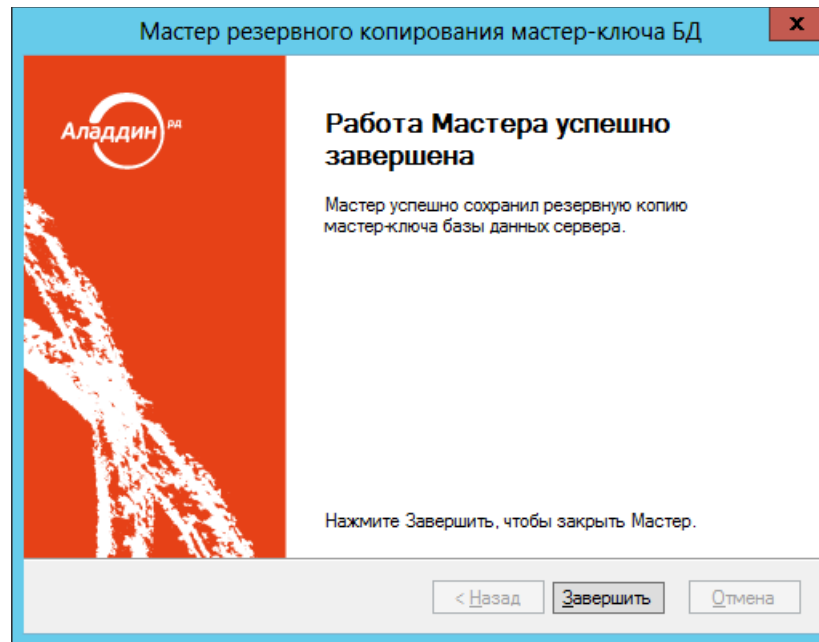 Мастер резервного копирования мастер-ключа БД
x
Аладдин РД
Работа Мастера успешно
завершена
Мастер успешно сохранил резервную копию
мастер-ключа базы данных сервера.
Нажмите Завершить, чтобы закрыть Мастер.
< Назад Завершить Отмена